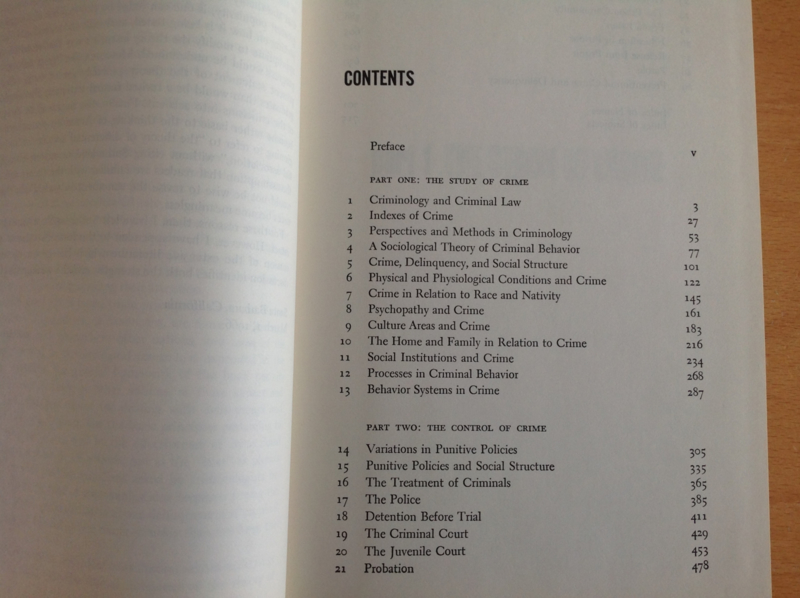 CONTENTS
Preface v
PART ONE: THE STUDY OF CRIME
1 Criminology and Criminal Law 3
2 Indexes of Crime 27
3 Perspectives and Methods in Criminology 53
4 A Sociological Theory of Criminal Behavior 77
5 Crime, Delinquency, and Social Structure 101
6 Physical and Physiological Conditions and Crime 122
7 Crime in Relation to Race and Nativity 145
8 Psychopathy and Crime 161
9 Culture Areas and Crime 183
10 The Home and Family in Relation to Crime 216
11 Social Institutions and Crime 234
12 Processes in Criminal Behavior 268
13 Behavior Systems in Crime 287
PART TWO: THE CONTROL OF CRIME
14 Variations in Punitive Policies 305
15 Punitive Policies and Social Structure 335
16 The Treatment of Criminals 365
17 The Police 385
18 Detention Before Trial 411
19 The Criminal Court 429
20 The Juvenile Court 453
21 Probation 478